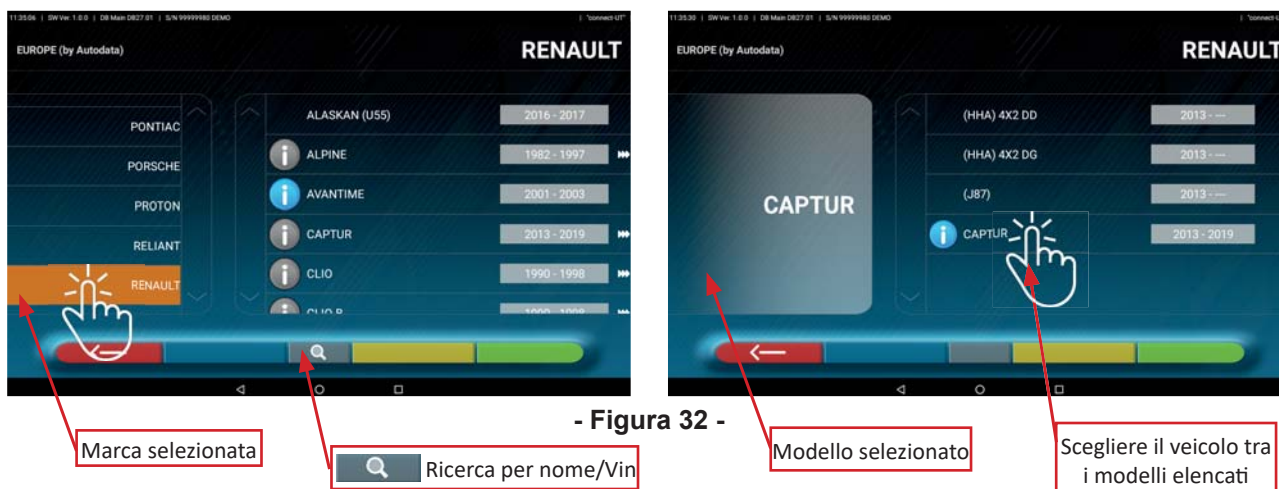 11:35:06 | SW Ver. 1.0.0 | DB Main DB27.01 | S/N 99999980 DEMO | "connect-UT"
EUROPE (by Autodata)
RENAULT
PONTIAC
PORSCHE
PROTON
RELIANT
RENAULT
ALASKAN (U55) 2016 - 2017
ALPINE 1982 - 1997
AVANTIME 2001 - 2003
CAPTUR 2013 - 2019
CLIO 1990 - 1998
11:35:30 | SW Ver. 1.0.0 | DB Main DB27.01 | S/N 99999980 DEMO
EUROPE (by Autodata)
RENAULT
CAPTUR
(HHA) 4X2 DD 2013 - ---
(HHA) 4X2 DG 2013 - ---
(J87) 2013 - ---
CAPTUR 2013 - 2019
- Figura 32 -
Marca selezionata
Ricerca per nome/Vin
Modello selezionato
Scegliere il veicolo tra
i modelli elencati